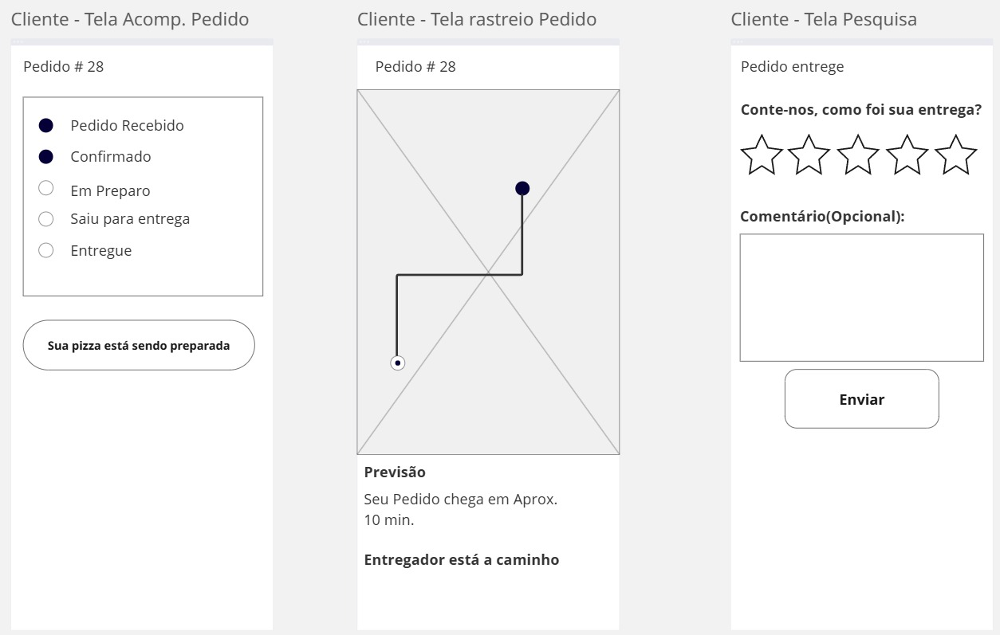 Cliente - Tela Acomp. Pedido
Pedido # 28
Pedido Recebido
Confirmado
Em Preparo
Saiu para entrega
Entregue
Sua pizza está sendo preparada
Cliente - Tela rastreio Pedido
Pedido # 28
Previsão
Seu Pedido chega em Aprox.
10 min.
Entregador está a caminho
Cliente - Tela Pesquisa
Pedido entrege
Conte-nos, como foi sua entrega?
Comentário(Opcional):
Enviar